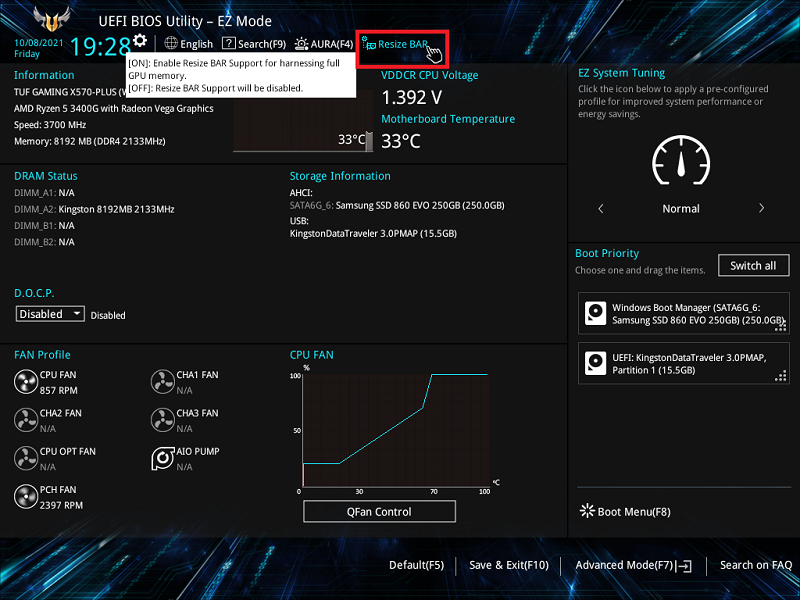 UEFI BIOS Utility – EZ Mode
10/08/2021
Friday
19:28
English
Search(F9)
AURA(F4)
Resize BAR
[ON]: Enable Resize BAR Support for harnessing full
GPU memory.
[OFF]: Resize BAR Support will be disabled.
Information
TUF GAMING X570-PLUS
AMD Ryzen 5 3400G with Radeon Vega Graphics
Speed: 3700 MHz
Memory: 8192 MB (DDR4 2133MHz)
33°C
VDDCR CPU Voltage
1.392 V
Motherboard Temperature
33°C
EZ System Tuning
Click the icon below to apply a pre-configured
profile for improved system performance or
energy savings.
Normal
DRAM Status
DIMM_A1: N/A
DIMM_A2: Kingston 8192MB 2133MHz
DIMM_B1: N/A
DIMM_B2: N/A
Storage Information
AHCI:
SATA6G_6: Samsung SSD 860 EVO 250GB (250.0GB)
USB:
KingstonDataTraveler 3.0PMAP (15.5GB)
D.O.C.P.
Disabled
Disabled
Boot Priority
Choose one and drag the items.
Switch all
Windows Boot Manager (SATA6G_6:
Samsung SSD 860 EVO 250GB) (250.0GB)
UEFI: KingstonDataTraveler 3.0PMAP,
Partition 1 (15.5GB)
FAN Profile
CPU FAN
857 RPM
CHA1 FAN
N/A
CHA2 FAN
N/A
CHA3 FAN
N/A
CPU OPT FAN
N/A
AIO PUMP
N/A
PCH FAN
2397 RPM
CPU FAN
%
100
50
0
30
70
100
°C
QFan Control
Boot Menu(F8)
Default(F5)
Save & Exit(F10)
Advanced Mode(F7)
Search on FAQ